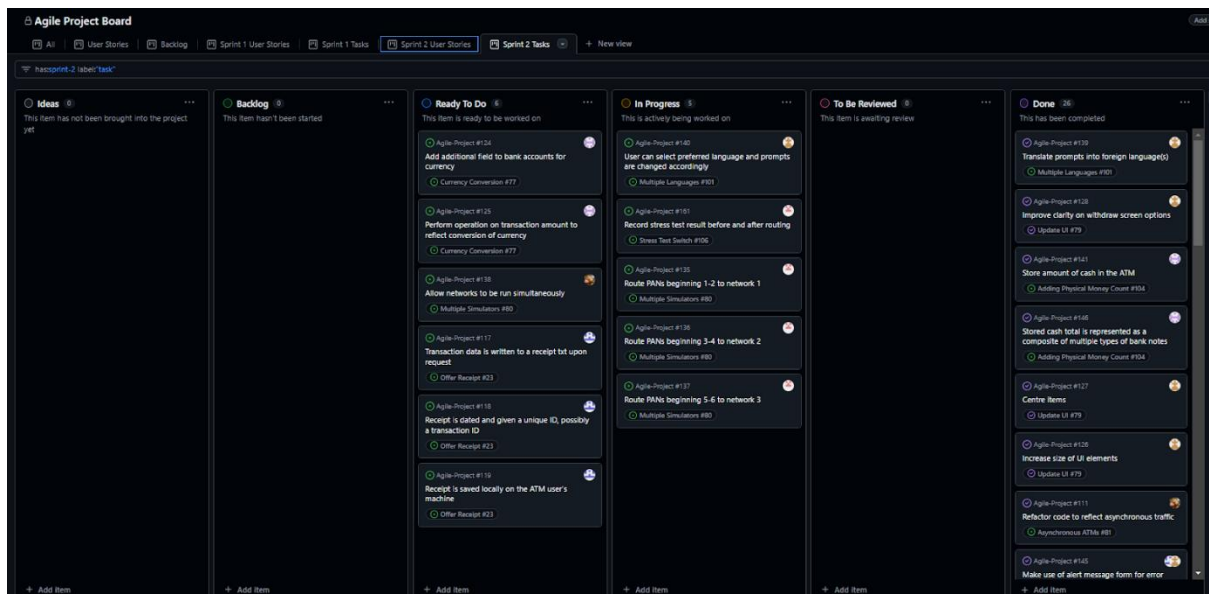 Agile Project Board
Add
All
User Stories
Backlog
Sprint 1 User Stories
Sprint 1 Tasks
Sprint 2 User Stories
Sprint 2 Tasks
+ New view
has:sprint-2 label:"task"
Ideas 0
This item has not been brought into the project
yet
+ Add Item
Backlog 0
This item hasn't been started
+ Add Item
Ready To Do 6
This item is ready to be worked on
Agile-Project #124
Add additional field to bank accounts for
currency
Currency Conversion #77
Agile-Project #125
Perform operation on transaction amount to
reflect conversion of currency
Currency Conversion #77
Agile-Project #138
Allow networks to be run simultaneously
Multiple Simulators #80
Agile-Project #117
Transaction data is written to a receipt txt upon
request
Offer Receipt #23
Agile-Project #118
Receipt is dated and given a unique ID, possibly
a transaction ID
Offer Receipt #23
Agile-Project #119
Receipt is saved locally on the ATM user's
machine
Offer Receipt #23
+ Add Item
In Progress 5
This is actively being worked on
Agile-Project #140
User can select preferred language and prompts
are changed accordingly
Multiple Languages #101
Agile-Project #161
Record stress test result before and after routing
Stress Test Switch #106
Agile-Project #135
Route PANs beginning 1-2 to network 1
Multiple Simulators #80
Agile-Project #136
Route PANs beginning 3-4 to network 2
Multiple Simulators #80
Agile-Project #137
Route PANs beginning 5-6 to network 3
Multiple Simulators #80
+ Add Item
To Be Reviewed 0
This item is awaiting review
+ Add Item
Done 26
This has been completed
Agile-Project #139
Translate prompts into foreign language(s)
Multiple Languages #101
Agile-Project #128
Improve clarity on withdraw screen options
Update UI #79
Agile-Project #141
Store amount of cash in the ATM
Adding Physical Money Count #104
Agile-Project #146
Stored cash total is represented as a
composite of multiple types of bank notes
Adding Physical Money Count #104
Agile-Project #127
Centre items
Update UI #79
Agile-Project #126
Increase size of UI elements
Update UI #79
Agile-Project #111
Refactor code to reflect asynchronous traffic
Asynchronous ATMs #81
Agile-Project #145
Make use of alert message form for error
+ Add Item